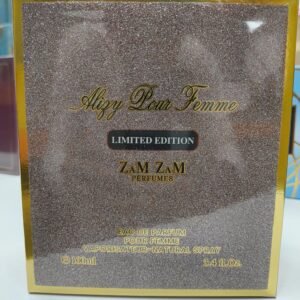 Alizy Pour Femme
LIMITED EDITION
ZAM ZAM
PERFUMES
EAU DE PARFUM
POUR FEMME
VAPORISATEUR-NATURAL SPRAY
℮ 100ml 3.4 fl.Oz.